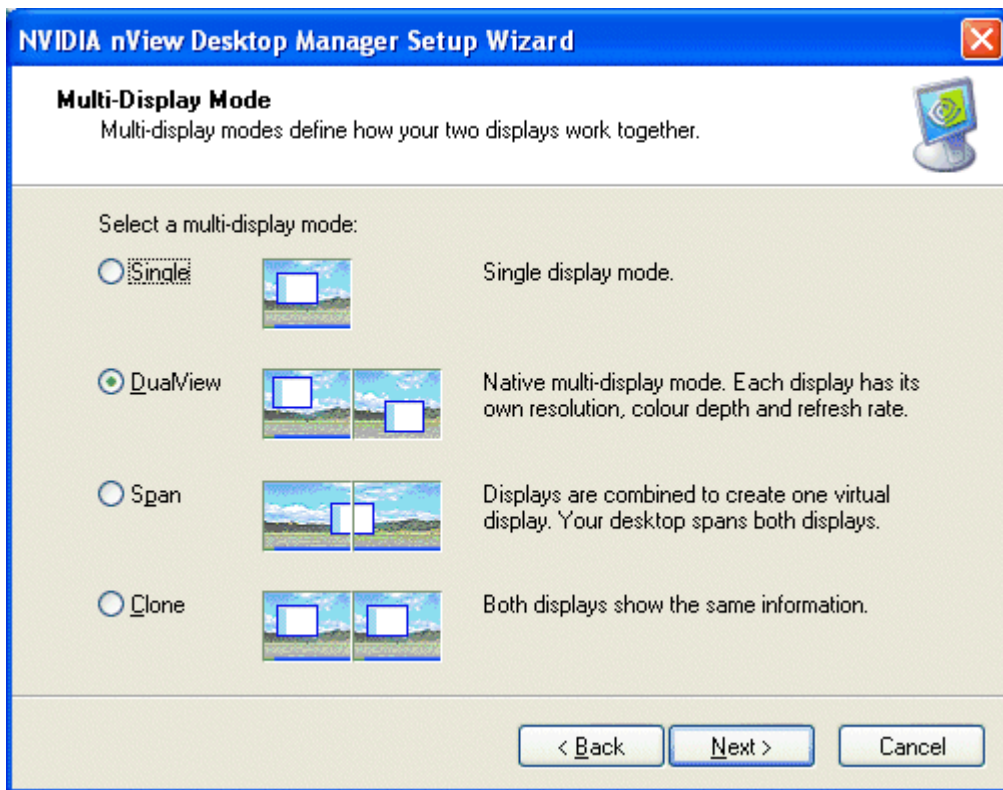 NVIDIA nView Desktop Manager Setup Wizard
Multi-Display Mode
Multi-display modes define how your two displays work together.
Select a multi-display mode:
Single
Single display mode.
DualView
Native multi-display mode. Each display has its
own resolution, colour depth and refresh rate.
Span
Displays are combined to create one virtual
display. Your desktop spans both displays.
Clone
Both displays show the same information.
< Back
Next >
Cancel